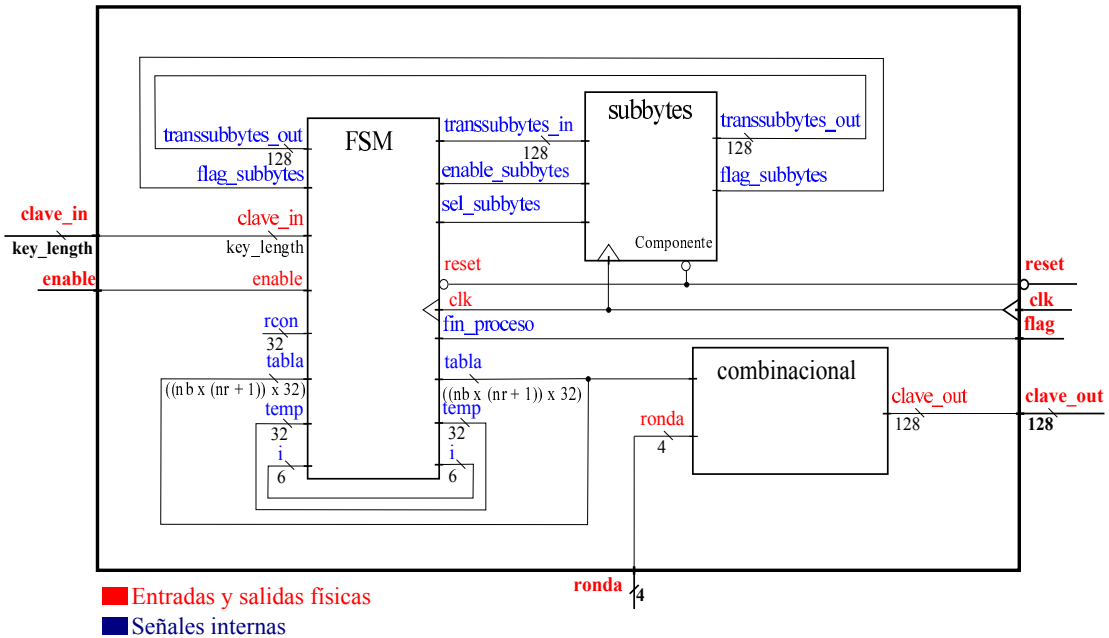 subbytes
transsubbytes_out
FSM
transsubbytes_in
transsubbytes_out
128
128
128
flag_subbytes
enable_subbytes
flag_subbytes
sel_subbytes
clave_in
clave_in
key_length
key_length
Componente
enable
enable
reset
reset
clk
clk
rcon
fin_proceso
flag
32
tabla
tabla
((nb x (nr + 1)) x 32)
((nb x (nr + 1)) x 32)
combinacional
temp
temp
ronda
clave_out
clave_out
32
32
4
128
128
i
i
6
6
ronda
4
Entradas y salidas físicas
Señales internas